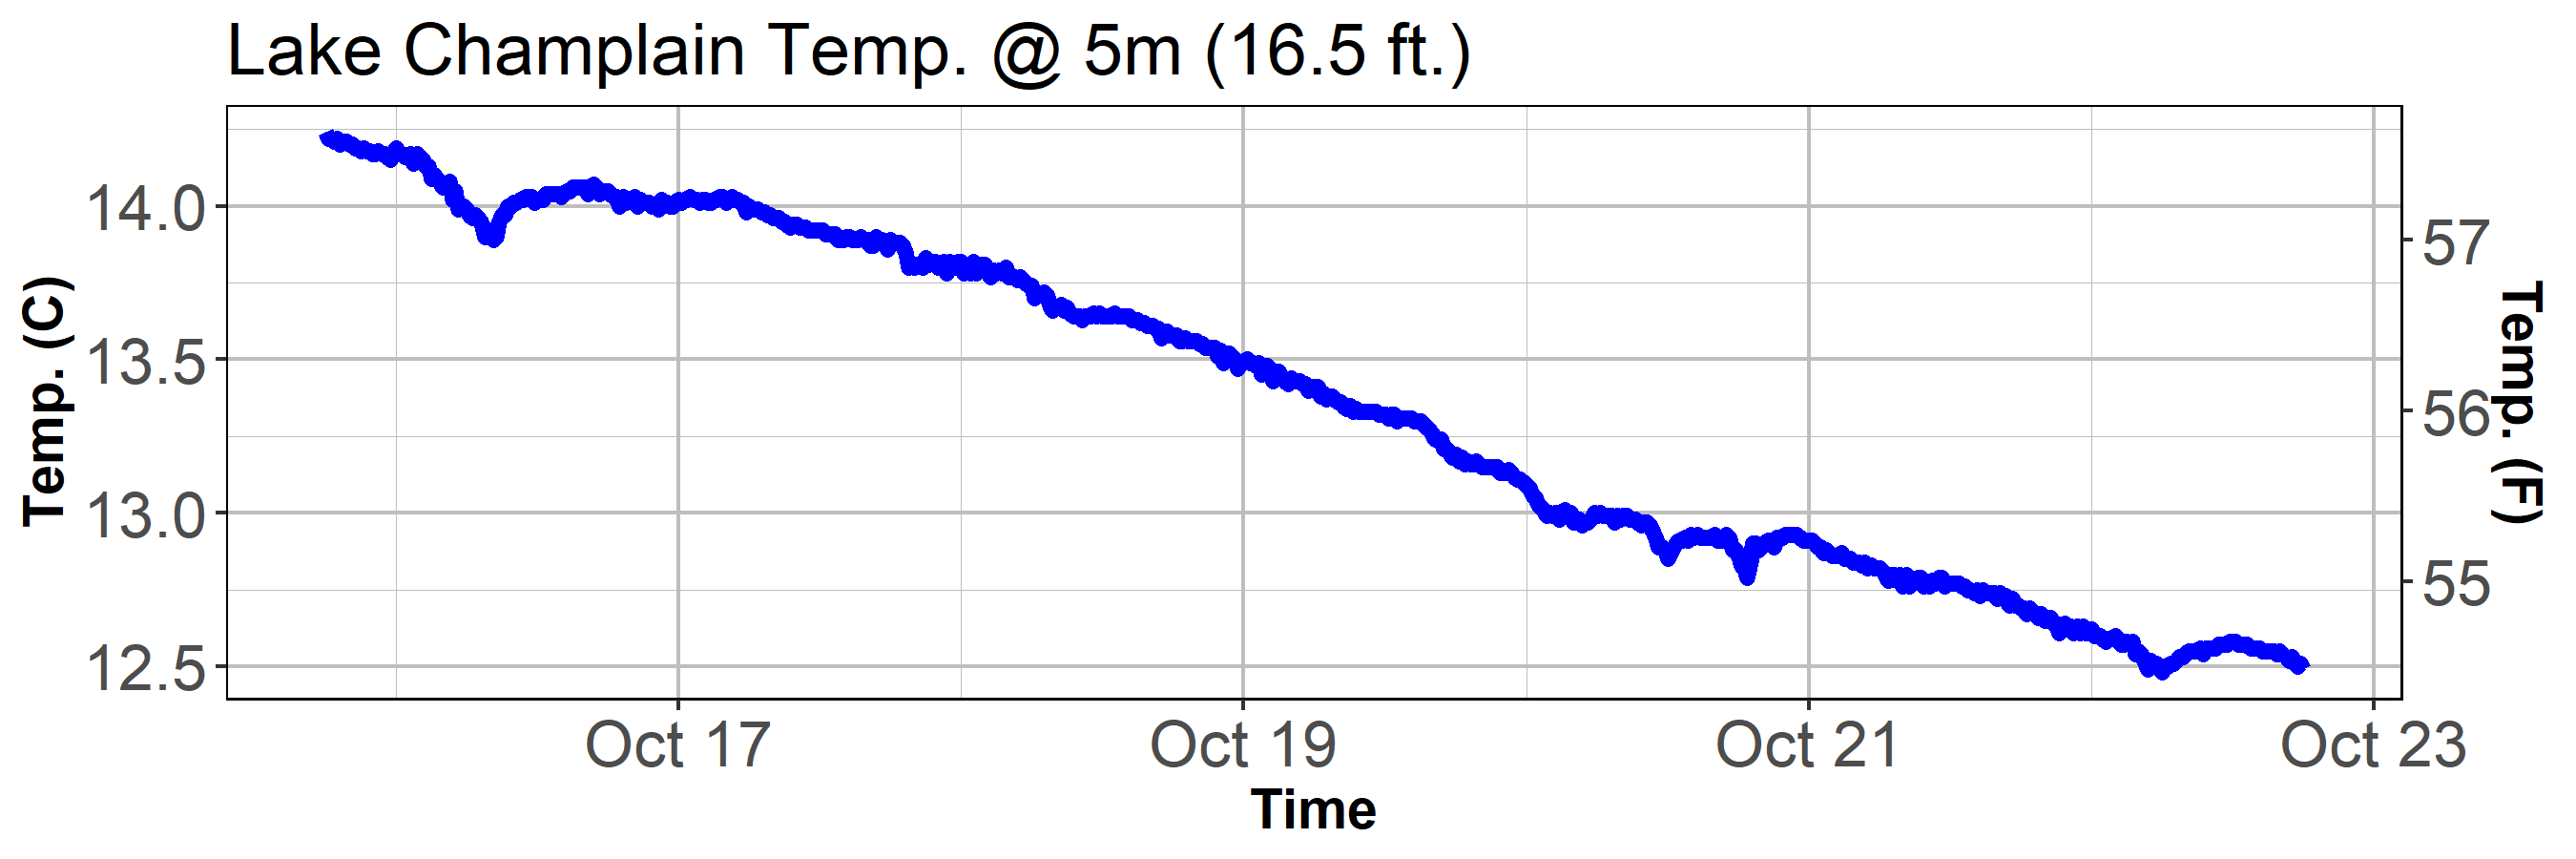 Lake Champlain Temp. @ 5m (16.5 ft.)
Temp. (C)
14.0
13.5
13.0
12.5
57
56
55
Temp. (F)
Oct 17 Oct 19 Oct 21 Oct 23
Time